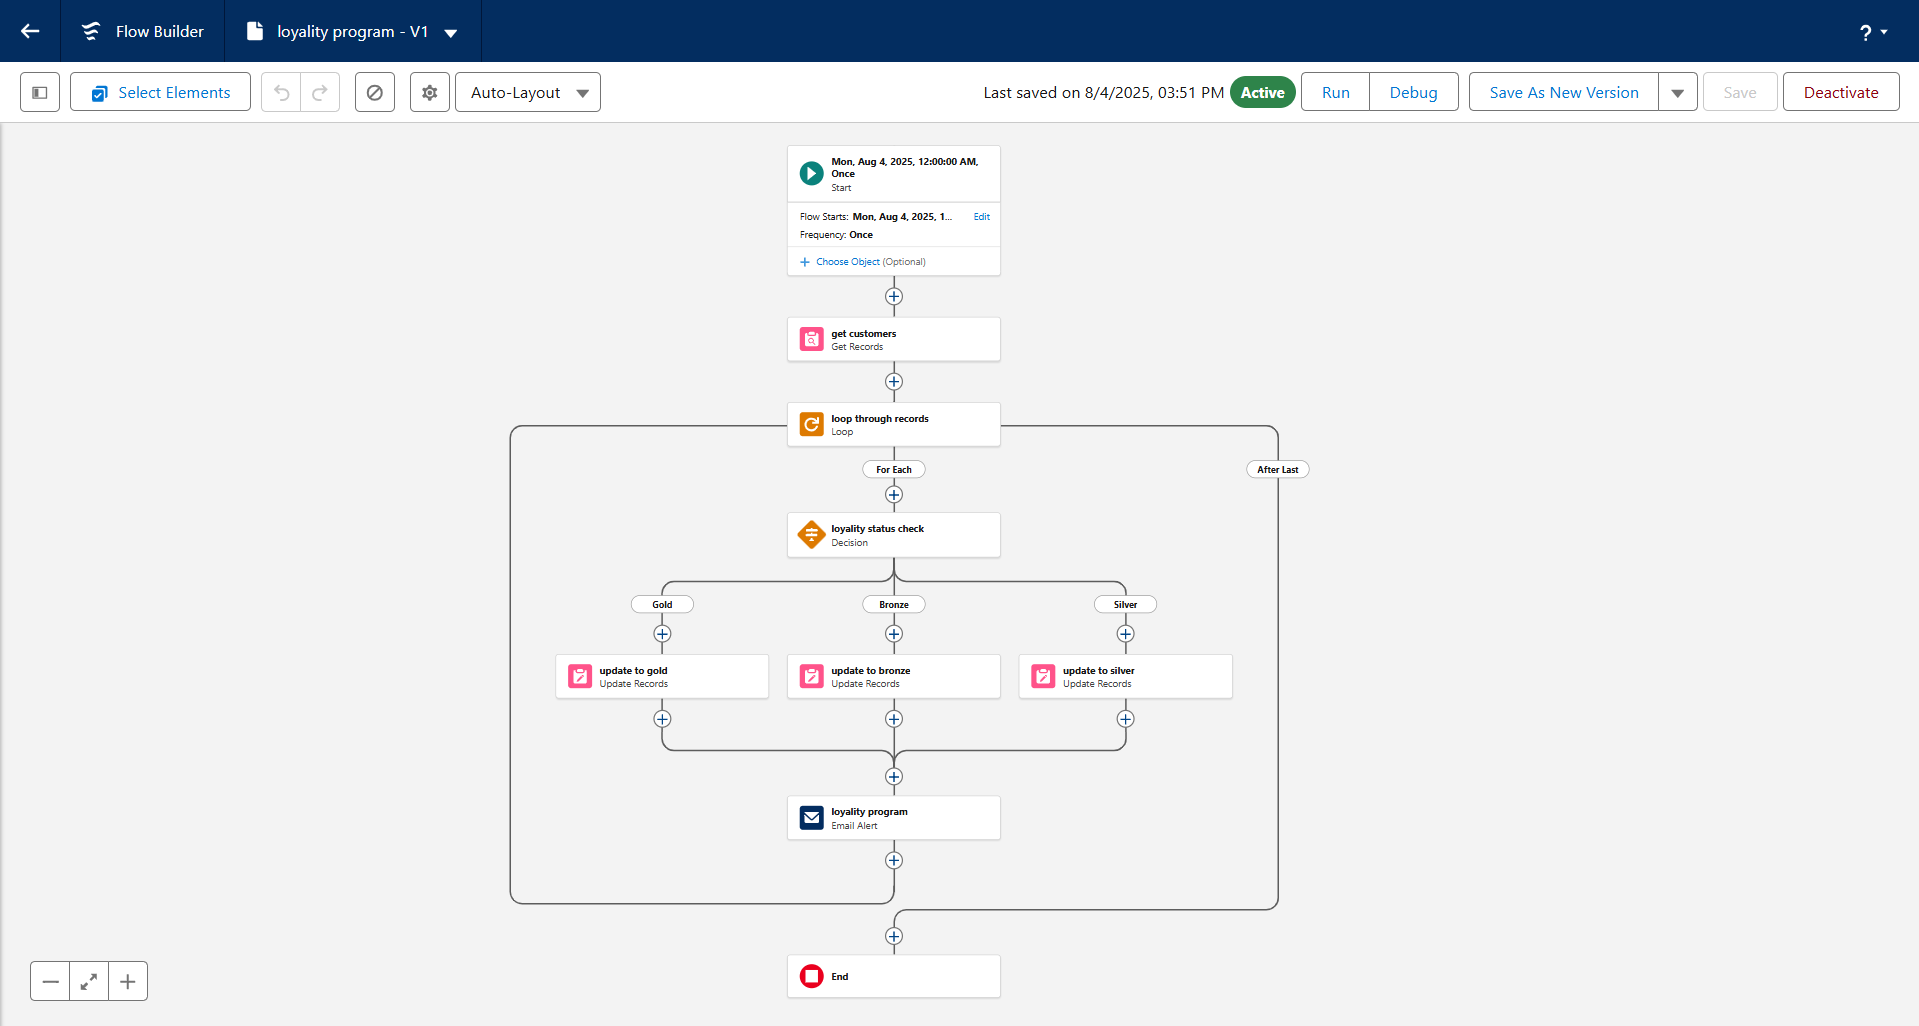 Flow Builder
loyality program - V1
?
Select Elements
Auto-Layout
Last saved on 8/4/2025, 03:51 PM
Active
Run
Debug
Save As New Version
Save
Deactivate
Mon, Aug 4, 2025, 12:00:00 AM,
Once
Start
Flow Starts: Mon, Aug 4, 2025, 1...
Edit
Frequency: Once
Choose Object (Optional)
get customers
Get Records
loop through records
Loop
For Each
After Last
loyality status check
Decision
Gold
Bronze
Silver
update to gold
Update Records
update to bronze
Update Records
update to silver
Update Records
loyality program
Email Alert
End